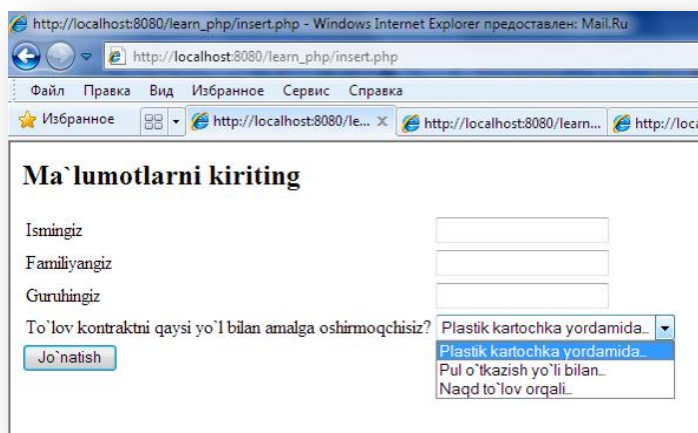 http://localhost:8080/learn_php/insert.php - Windows Internet Explorer предоставлен: Mail.Ru
http://localhost:8080/learn_php/insert.php
Файл Правка Вид Избранное Сервис Справка
Избранное http://localhost:8080/le... X http://localhost:8080/learn... http://loca
Ma`lumotlarni kiriting
Ismingiz
Familiyangiz
Guruhingiz
To`lov kontraktni qaysi yo`l bilan amalga oshirmoqchisiz? Plastik kartochka yordamida...
Plastik kartochka yordamida...
Pul o`tkazish yo`li bilan...
Naqd to`lov orqali...
Jo`natish